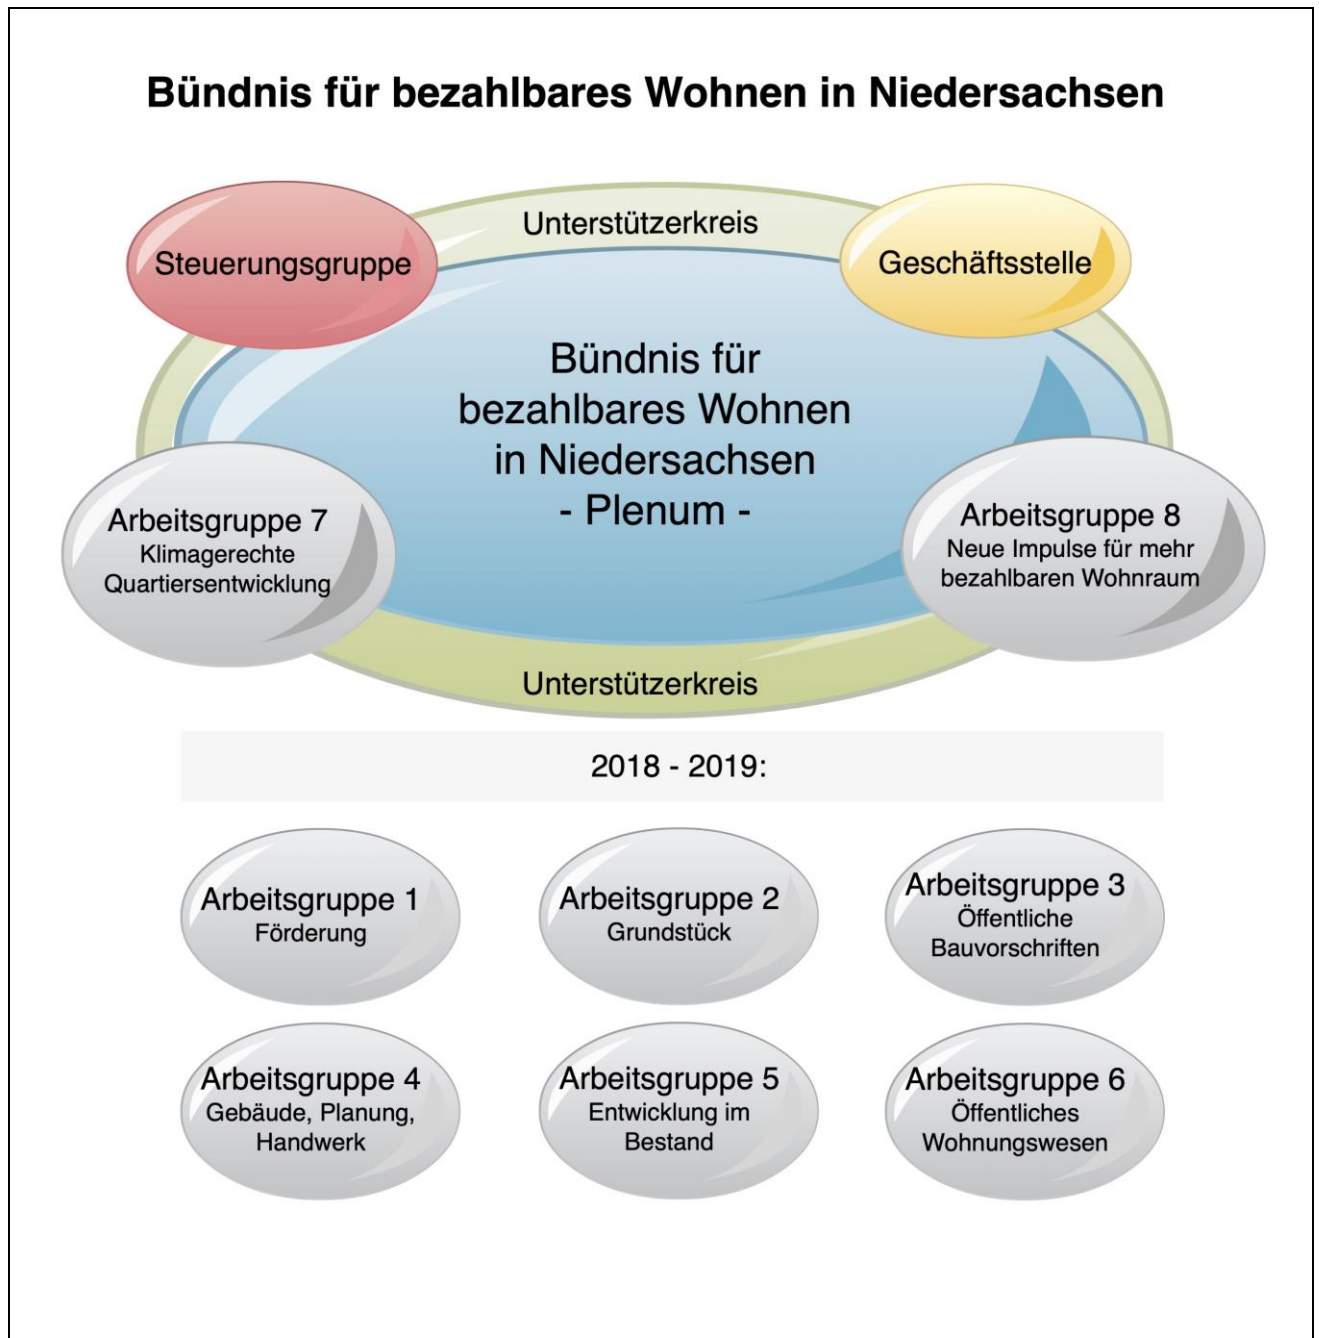 Bündnis für bezahlbares Wohnen in Niedersachsen
Unterstützerkreis
Steuerungsgruppe
Geschäftsstelle
Bündnis für
bezahlbares Wohnen
in Niedersachsen
- Plenum -
Arbeitsgruppe 7
Klimagerechte
Quartiersentwicklung
Arbeitsgruppe 8
Neue Impulse für mehr
bezahlbaren Wohnraum
Unterstützerkreis
2018 - 2019:
Arbeitsgruppe 1
Förderung
Arbeitsgruppe 2
Grundstück
Arbeitsgruppe 3
Öffentliche
Bauvorschriften
Arbeitsgruppe 4
Gebäude, Planung,
Handwerk
Arbeitsgruppe 5
Entwicklung im
Bestand
Arbeitsgruppe 6
Öffentliches
Wohnungswesen